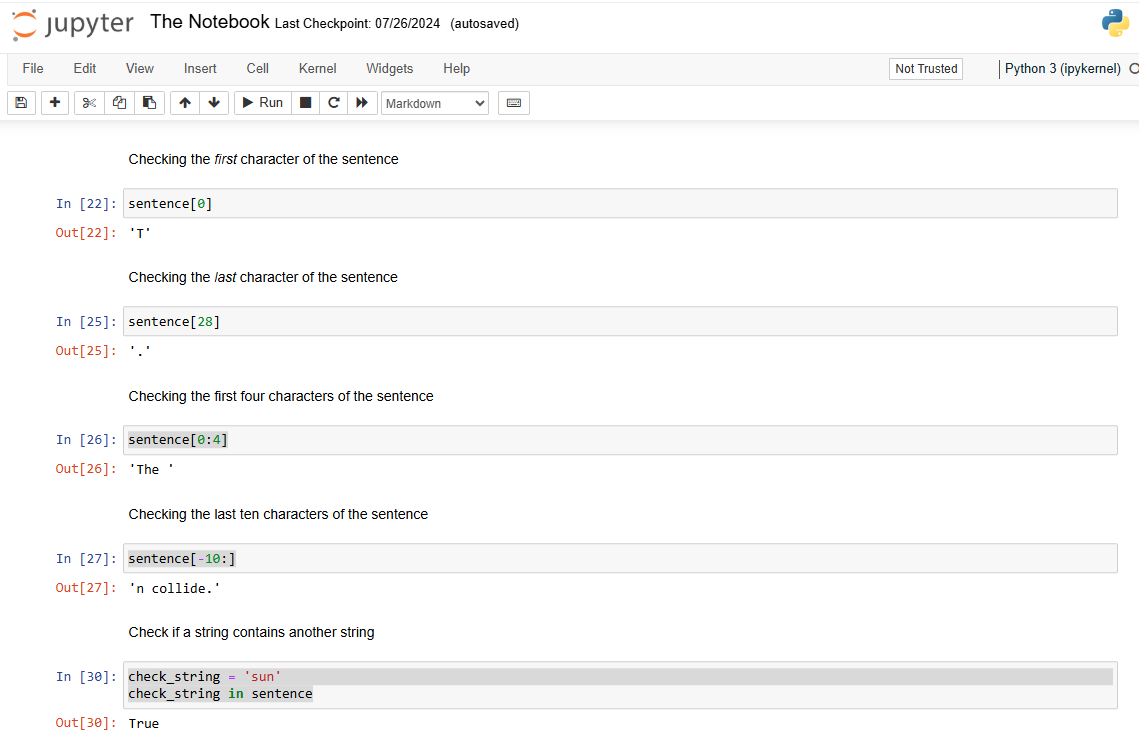 jupyter The Notebook Last Checkpoint: 07/26/2024 (autosaved)
File Edit View Insert Cell Kernel Widgets Help Not Trusted Python 3 (ipykernel)
Run Markdown
Checking the first character of the sentence
In [22]: sentence[0]
Out[22]: 'T'
Checking the last character of the sentence
In [25]: sentence[28]
Out[25]: '.'
Checking the first four characters of the sentence
In [26]: sentence[0:4]
Out[26]: 'The '
Checking the last ten characters of the sentence
In [27]: sentence[-10:]
Out[27]: 'n collide.'
Check if a string contains another string
In [30]: check_string = 'sun'
check_string in sentence
Out[30]: True